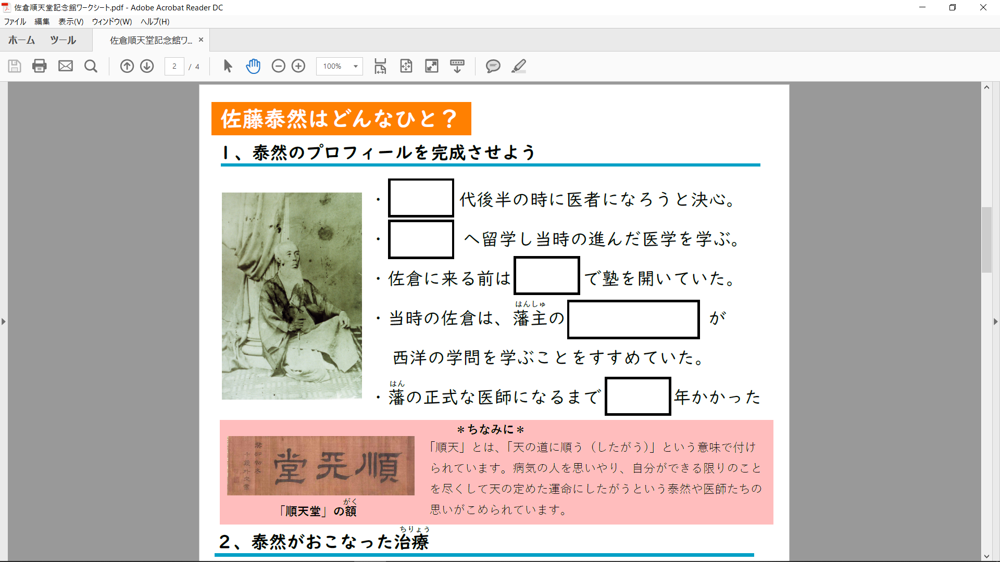 佐倉順天堂記念館ワークシート.pdf - Adobe Acrobat Reader DC
ファイル 編集 表示(V) ウィンドウ(W) ヘルプ(H)
ホーム ツール 佐倉順天堂記念館ワ... ×
2 / 4 100%
佐藤泰然はどんなひと？
1、泰然のプロフィールを完成させよう
・ 代後半の時に医者になろうと決心。
・ へ留学し当時の進んだ医学を学ぶ。
・佐倉に来る前は で塾を開いていた。
はんしゅ
・当時の佐倉は、藩主の が
西洋の学問を学ぶことをすすめていた。
はん
・藩の正式な医師になるまで 年かかった
＊ちなみに＊
「順天」とは、「天の道に順う（したがう）」という意味で付け
られています。病気の人を思いやり、自分ができる限りのこと
を尽くして天の定めた運命にしたがうという泰然や医師たちの
思いがこめられています。
順天堂
がく
「順天堂」の額
ちりょう
2、泰然がおこなった治療